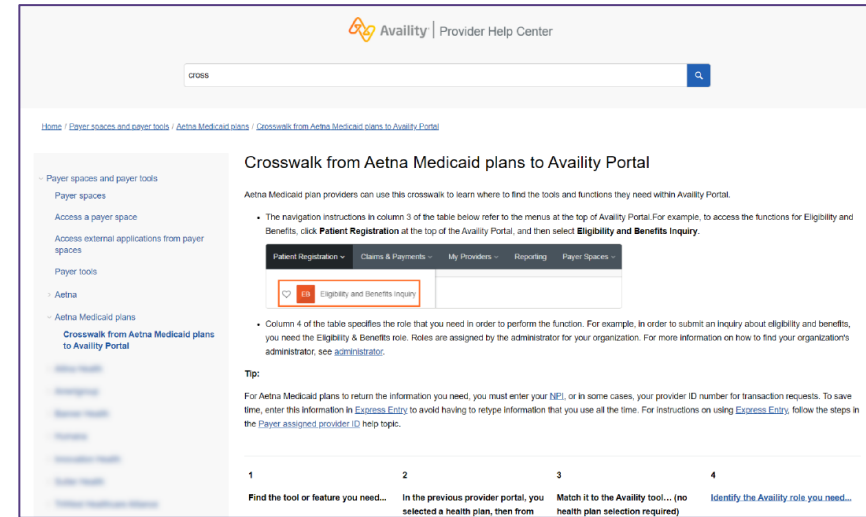 Availity | Provider Help Center
cross
Home / Payer spaces and payer tools / Aetna Medicaid plans / Crosswalk from Aetna Medicaid plans to Availity Portal
Payer spaces and payer tools
Payer spaces
Access a payer space
Access external applications from payer
spaces
Payer tools
Aetna
Aetna Medicaid plans
Crosswalk from Aetna Medicaid plans
to Availity Portal
Crosswalk from Aetna Medicaid plans to Availity Portal
Aetna Medicaid plan providers can use this crosswalk to learn where to find the tools and functions they need within Availity Portal.
• The navigation instructions in column 3 of the table below refer to the menus at the top of Availity Portal.For example, to access the functions for Eligibility and
Benefits, click Patient Registration at the top of the Availity Portal, and then select Eligibility and Benefits Inquiry.
Patient Registration Claims & Payments My Providers Reporting Payer Spaces
EB Eligibility and Benefits Inquiry
• Column 4 of the table specifies the role that you need in order to perform the function. For example, in order to submit an inquiry about eligibility and benefits,
you need the Eligibility & Benefits role. Roles are assigned by the administrator for your organization. For more information on how to find your organization's
administrator, see administrator.
Tip:
For Aetna Medicaid plans to return the information you need, you must enter your NPI, or in some cases, your provider ID number for transaction requests. To save
time, enter this information in Express Entry to avoid having to retype information that you use all the time. For instructions on using Express Entry, follow the steps in
the Payer assigned provider ID help topic.
1 2 3 4
Find the tool or feature you need... In the previous provider portal, you Match it to the Availity tool... (no Identify the Availity role you need...
selected a health plan, then from health plan selection required)